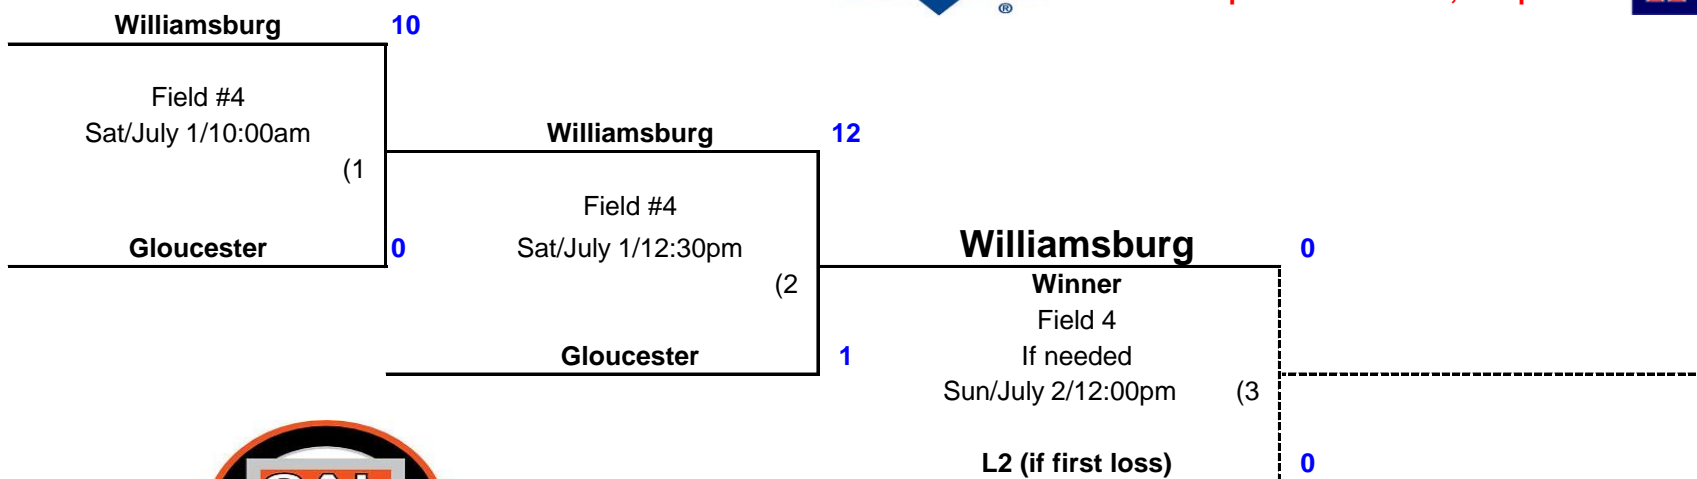 Williamsburg 10
Field #4
Sat/July 1/10:00am
(1
Gloucester 0
Williamsburg 12
Field #4
Sat/July 1/12:30pm
(2
Gloucester 1
Williamsburg 0
Winner
Field 4
If needed
Sun/July 2/12:00pm (3
L2 (if first loss) 0
®